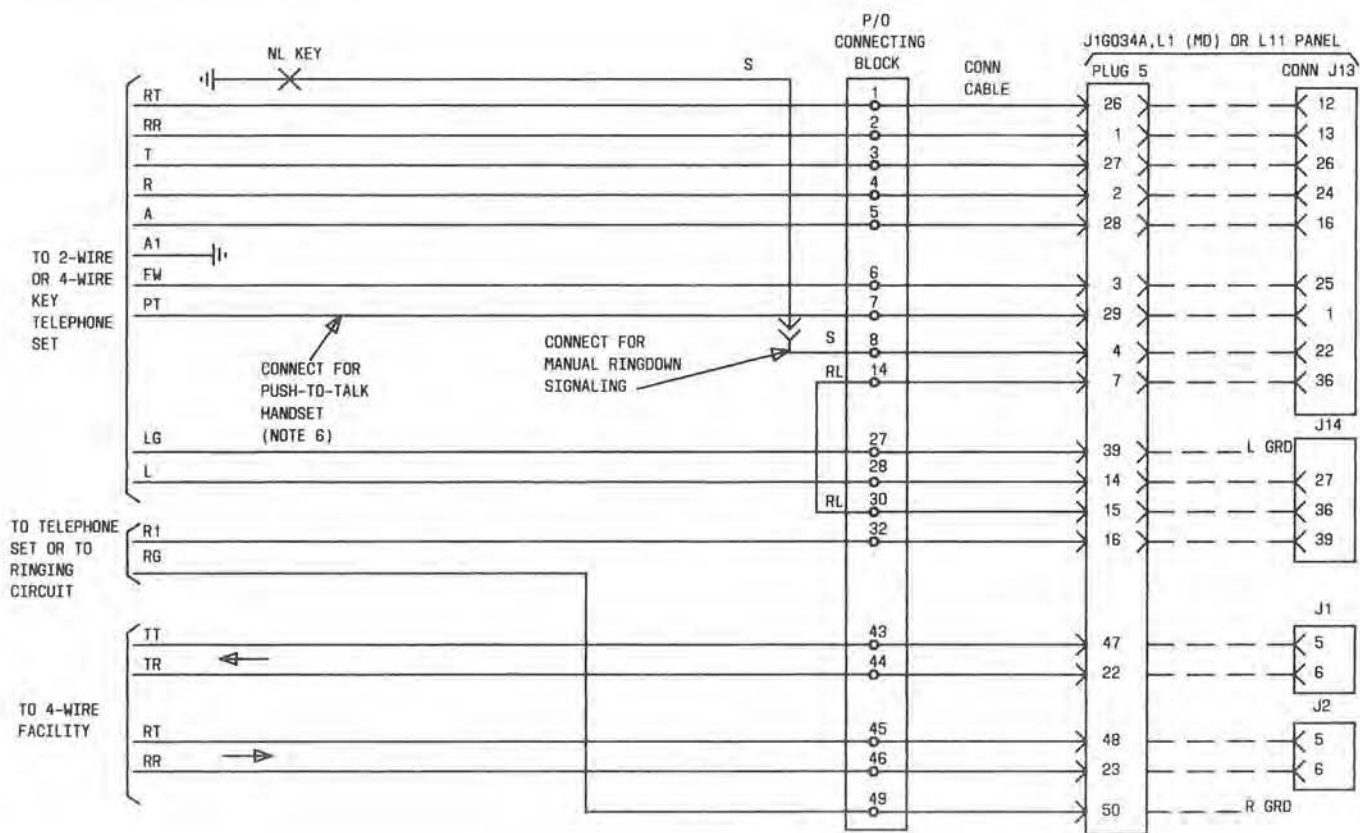 P/O
CONNECTING
BLOCK
J1G034A,L1 (MD) OR L11 PANEL
NL KEY
S
CONN
CABLE
PLUG 5
CONN J13
RT 1 26 12
RR 2 1 13
T 3 27 26
R 4 2 24
A 5 28 16
A1
TO 2-WIRE
OR 4-WIRE
KEY
TELEPHONE
SET
FW 6 3 25
PT 7 29 1
CONNECT FOR
PUSH-TO-TALK
HANDSET
(NOTE 6)
CONNECT FOR
MANUAL RINGDOWN
SIGNALING
S 8 4 22
RL 14 7 36
J14
LG 27 39 L GRD
L 28 14 27
RL 30 15 36
TO TELEPHONE
SET OR TO
RINGING
CIRCUIT
R1 32 16 39
RG
J1
TT 43 47 5
TR 44 22 6
TO 4-WIRE
FACILITY
J2
RT 45 48 5
RR 46 23 6
49 50 R GRD